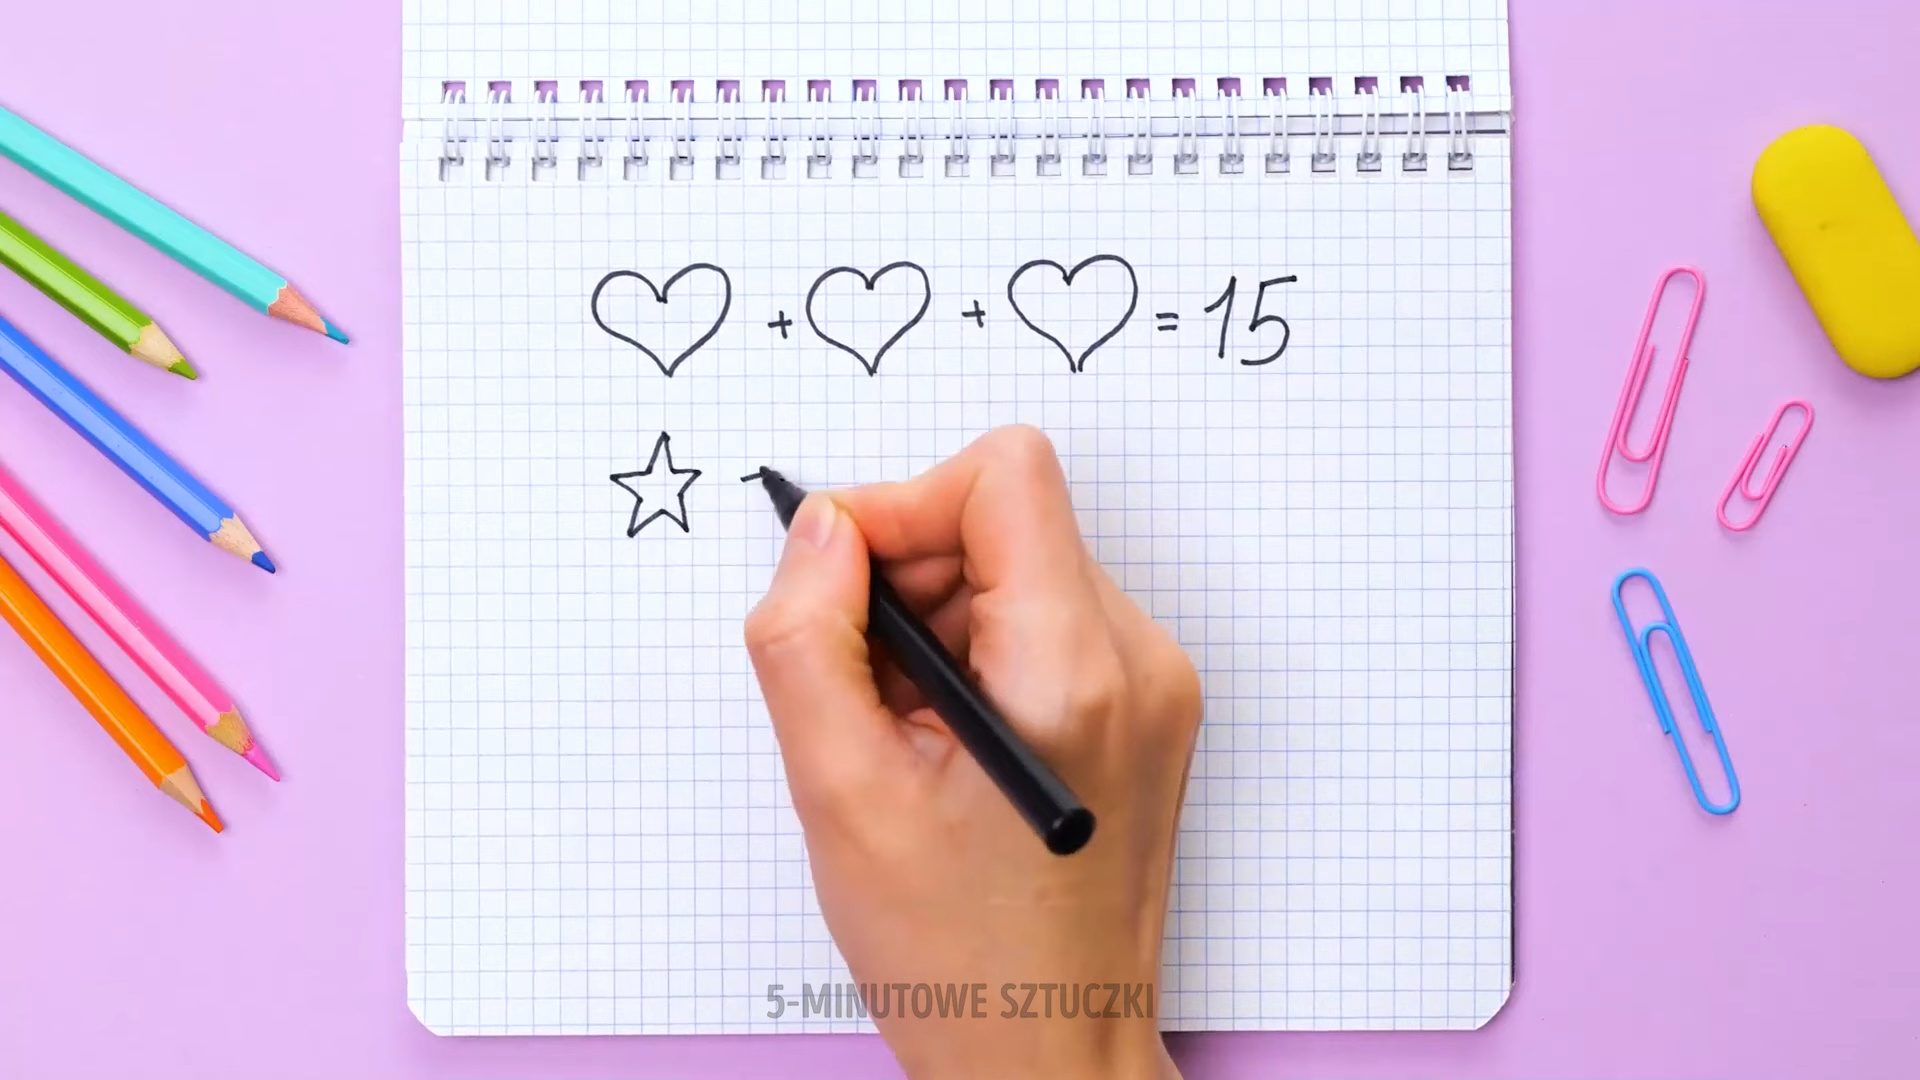 + + = 15
5-MINUTOWE SZTUCZKI